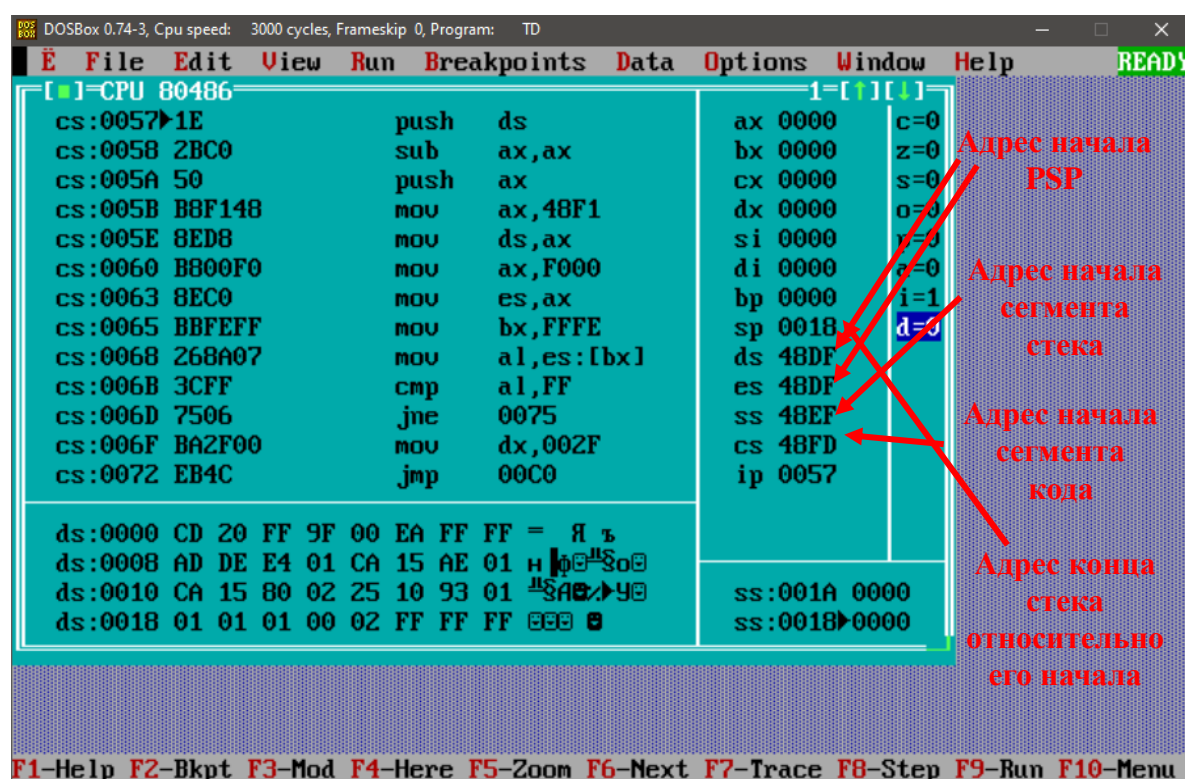 DOSBox 0.74-3, Cpu speed: 3000 cycles, Frameskip 0, Program: TD
Ë File Edit View Run Breakpoints Data Options Window Help READY
[■]=CPU 80486 1=[↑][↓]
cs:0057►1E push ds ax 0000 c=0
cs:0058 2BC0 sub ax,ax bx 0000 z=0
cs:005A 50 push ax cx 0000 s=0
cs:005B B8F148 mov ax,48F1 dx 0000 o=0
cs:005E 8ED8 mov ds,ax si 0000 p=0
cs:0060 B800F0 mov ax,F000 di 0000 a=0
cs:0063 8EC0 mov es,ax bp 0000 i=1
cs:0065 BBFEFF mov bx,FFFE sp 0018 d=0
cs:0068 268A07 mov al,es:[bx] ds 48DF
cs:006B 3CFF cmp al,FF es 48DF
cs:006D 7506 jne 0075 ss 48EF
cs:006F BA2F00 mov dx,002F cs 48FD
cs:0072 EB4C jmp 00C0 ip 0057
ds:0000 CD 20 FF 9F 00 EA FF FF = Я ъ
ds:0008 AD DE E4 01 CA 15 AE 01
ds:0010 CA 15 80 02 25 10 93 01
ds:0018 01 01 01 00 02 FF FF FF
ss:001A 0000
ss:0018►0000
Адрес начала
PSP
Адрес начала
сегмента
стека
Адрес начала
сегмента
кода
Адрес конца
стека
относительно
его начала
F1-Help F2-Bkpt F3-Mod F4-Here F5-Zoom F6-Next F7-Trace F8-Step F9-Run F10-Menu